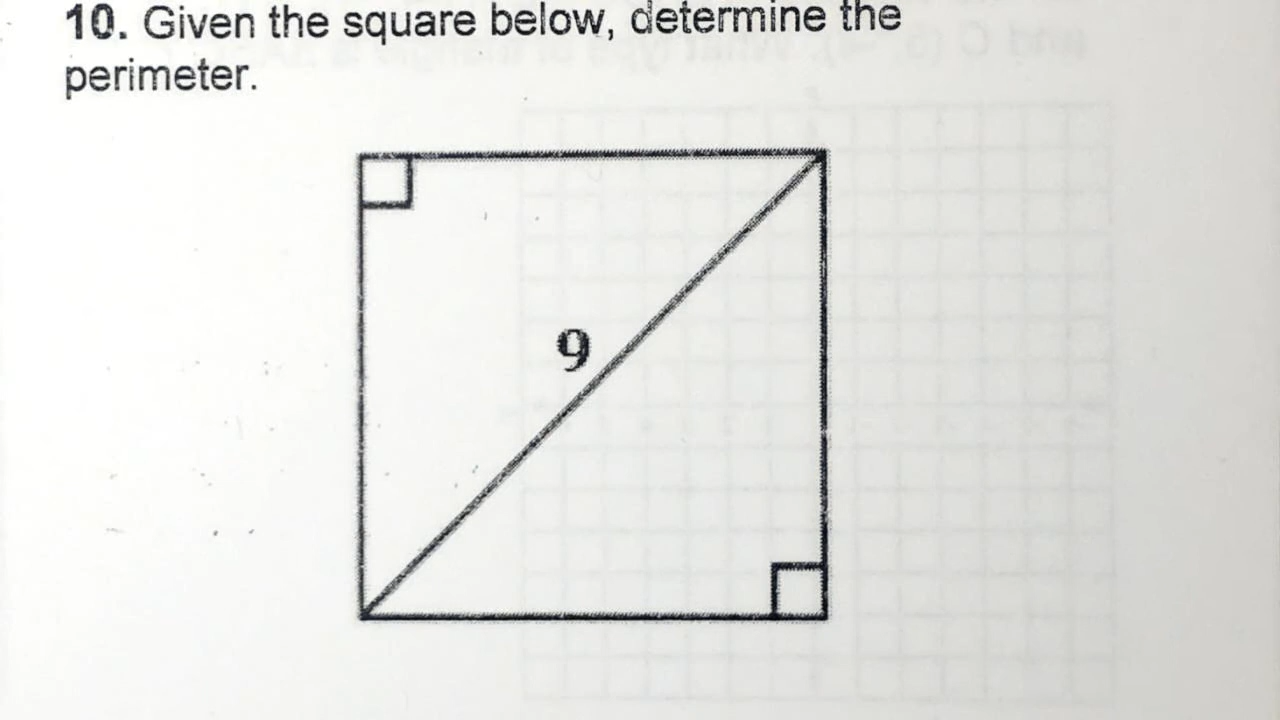 10. Given the square below, determine the
perimeter.
9